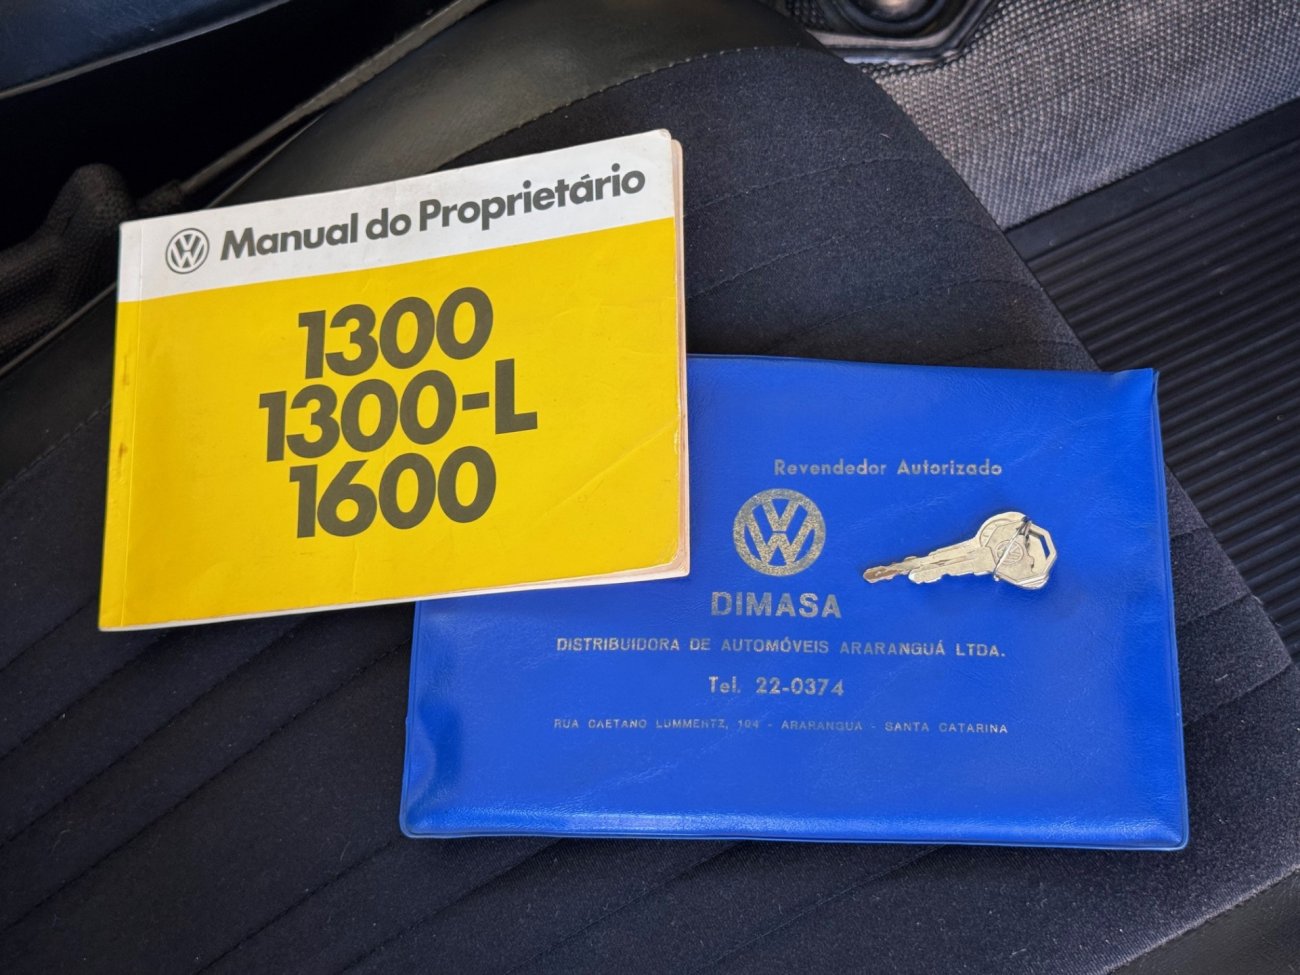 Manual do Proprietário
1300
1300-L
1600
Revendedor Autorizado
DIMASA
DISTRIBUIDORA DE AUTOMÓVEIS ARARANGUÁ LTDA.
Tel. 22-0374
RUA CAETANO LUMMERTZ, - ARARANGUÁ - SANTA CATARINA